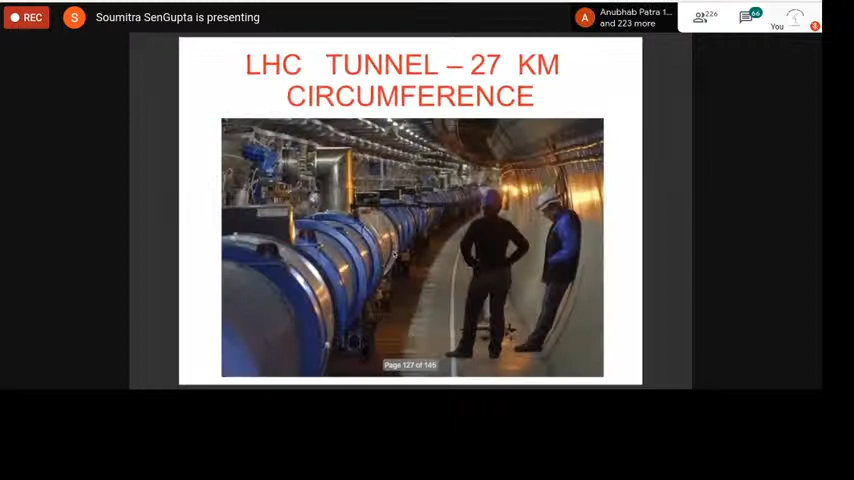 REC
S
Soumitra SenGupta is presenting
A
Anubhab Patra 1...
and 223 more
226
66
You
LHC TUNNEL – 27 KM
CIRCUMFERENCE
Page 127 of 145